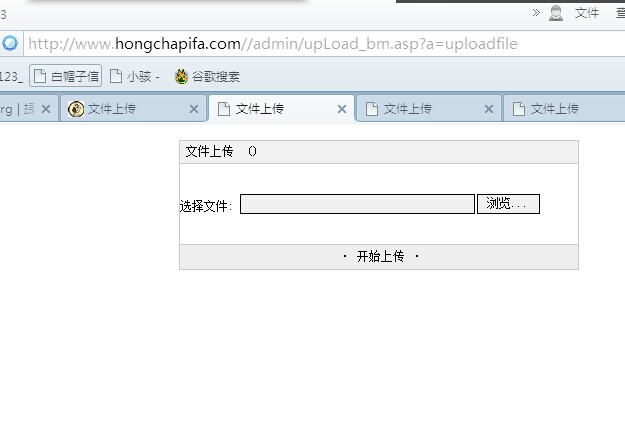 3 » 文件 查
http://www.hongchapifa.com//admin/upLoad_bm.asp?a=uploadfile
123_ 白帽子信 小骇 - 谷歌搜索
rg | 文件上传 文件上传 文件上传 文件上传
文件上传 ()
选择文件: 浏览...
· 开始上传 ·